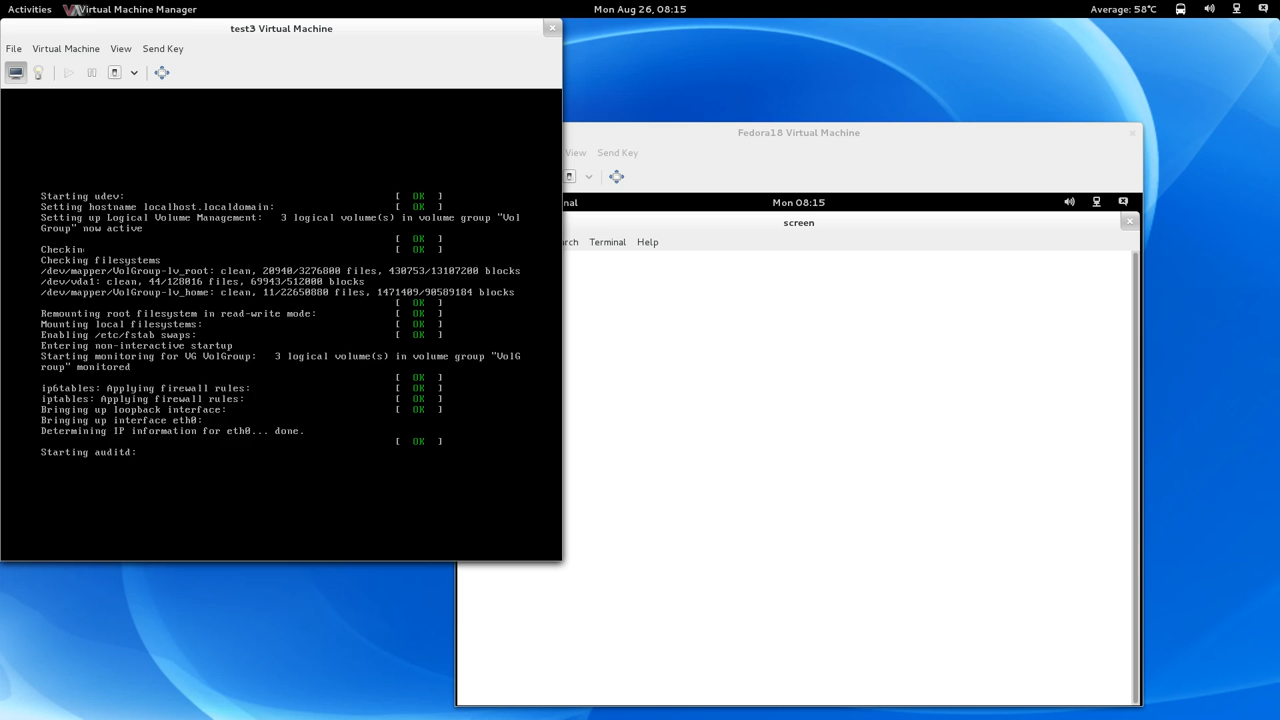 Activities Virtual Machine Manager Mon Aug 26, 08:15 Average: 58°C
test3 Virtual Machine
File Virtual Machine View Send Key
Starting udev: [ OK ]
Setting hostname localhost.localdomain: [ OK ]
Setting up Logical Volume Management: 3 logical volume(s) in volume group "Vol
Group" now active
[ OK ]
Checkin [ OK ]
Checking filesystems
/dev/mapper/VolGroup-lv_root: clean, 20940/3276800 files, 430753/13107200 blocks
/dev/vda1: clean, 44/128016 files, 69943/512000 blocks
/dev/mapper/VolGroup-lv_home: clean, 11/22650880 files, 1471409/90589184 blocks
[ OK ]
Remounting root filesystem in read-write mode: [ OK ]
Mounting local filesystems: [ OK ]
Enabling /etc/fstab swaps: [ OK ]
Entering non-interactive startup
Starting monitoring for VG VolGroup: 3 logical volume(s) in volume group "VolG
roup" monitored
[ OK ]
ip6tables: Applying firewall rules: [ OK ]
iptables: Applying firewall rules: [ OK ]
Bringing up loopback interface: [ OK ]
Bringing up interface eth0:
Determining IP information for eth0... done.
[ OK ]
Starting auditd:
Fedora18 Virtual Machine
View Send Key
nal Mon 08:15
screen
rch Terminal Help